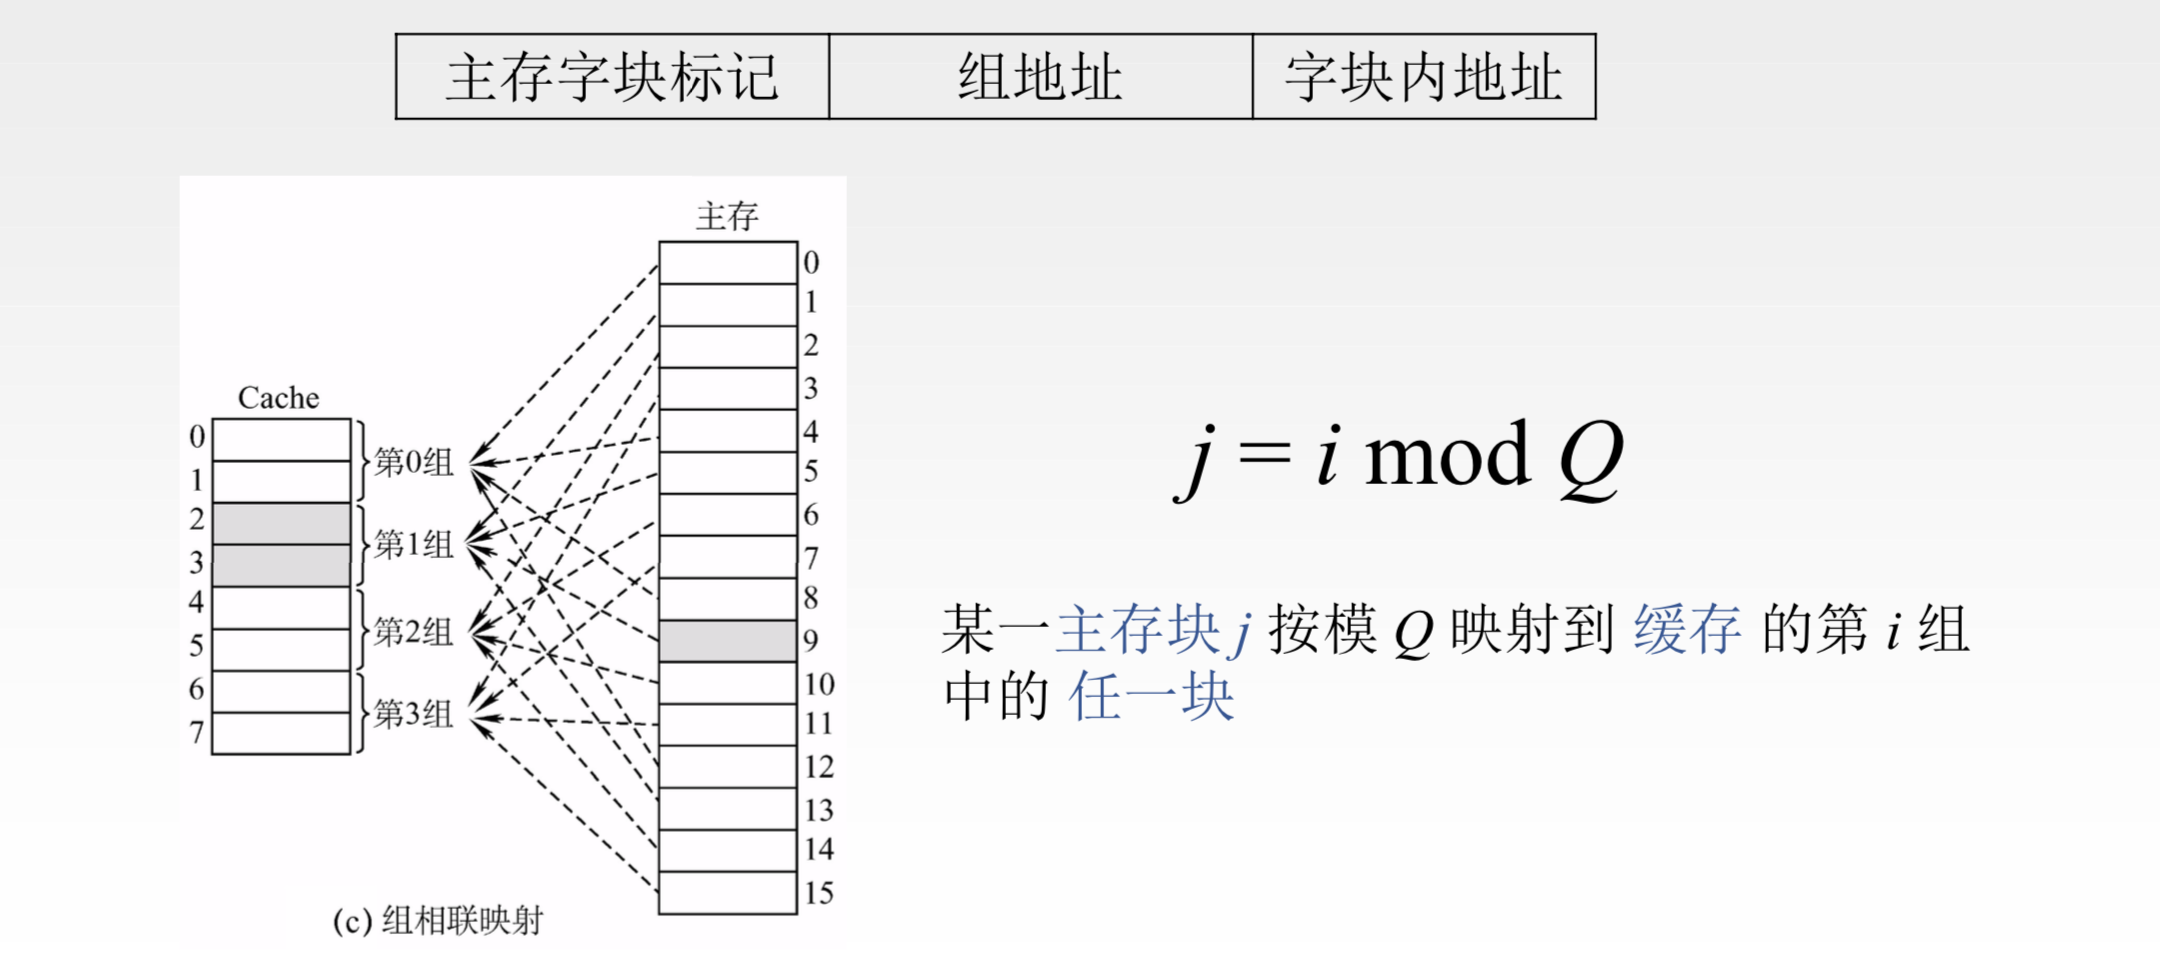 主存字块标记 组地址 字块内地址
主存
0
1
2
3
4
5
6
7
8
9
10
11
12
13
14
15
Cache
0
1
2
3
4
5
6
7
第0组
第1组
第2组
第3组
(c) 组相联映射
j = i mod Q
某一主存块 j 按模 Q 映射到 缓存 的第 i 组
中的 任一块